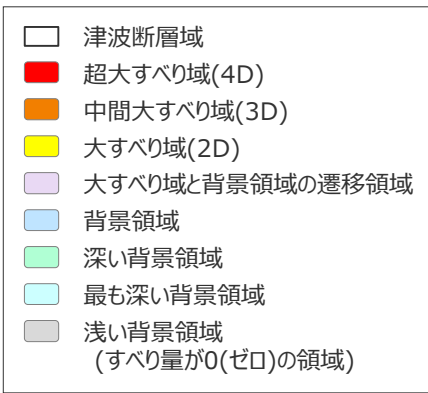 津波断層域
超大すべり域(4D)
中間大すべり域(3D)
大すべり域(2D)
大すべり域と背景領域の遷移領域
背景領域
深い背景領域
最も深い背景領域
浅い背景領域
(すべり量が0(ゼロ)の領域)